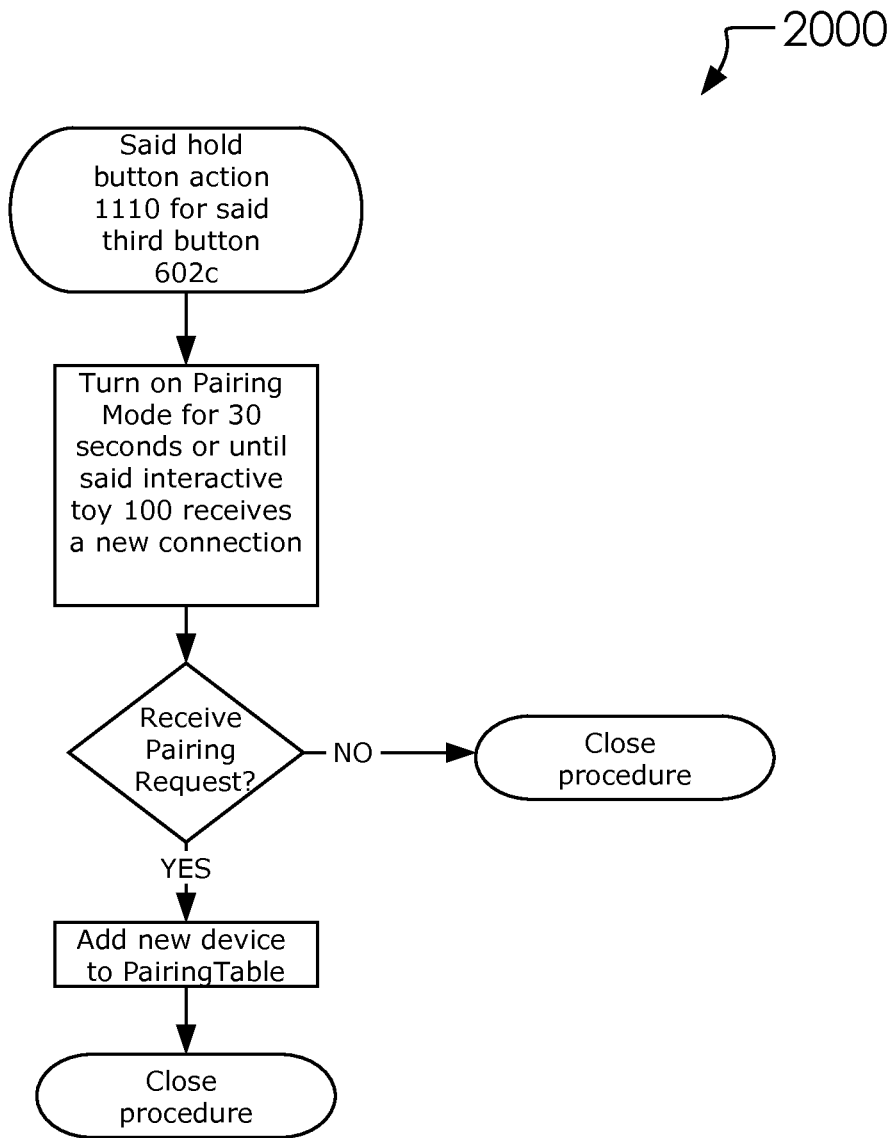 2000
Said hold
button action
1110 for said
third button
602c
Turn on Pairing
Mode for 30
seconds or until
said interactive
toy 100 receives
a new connection
Receive
Pairing
Request?
NO
Close
procedure
YES
Add new device
to PairingTable
Close
procedure